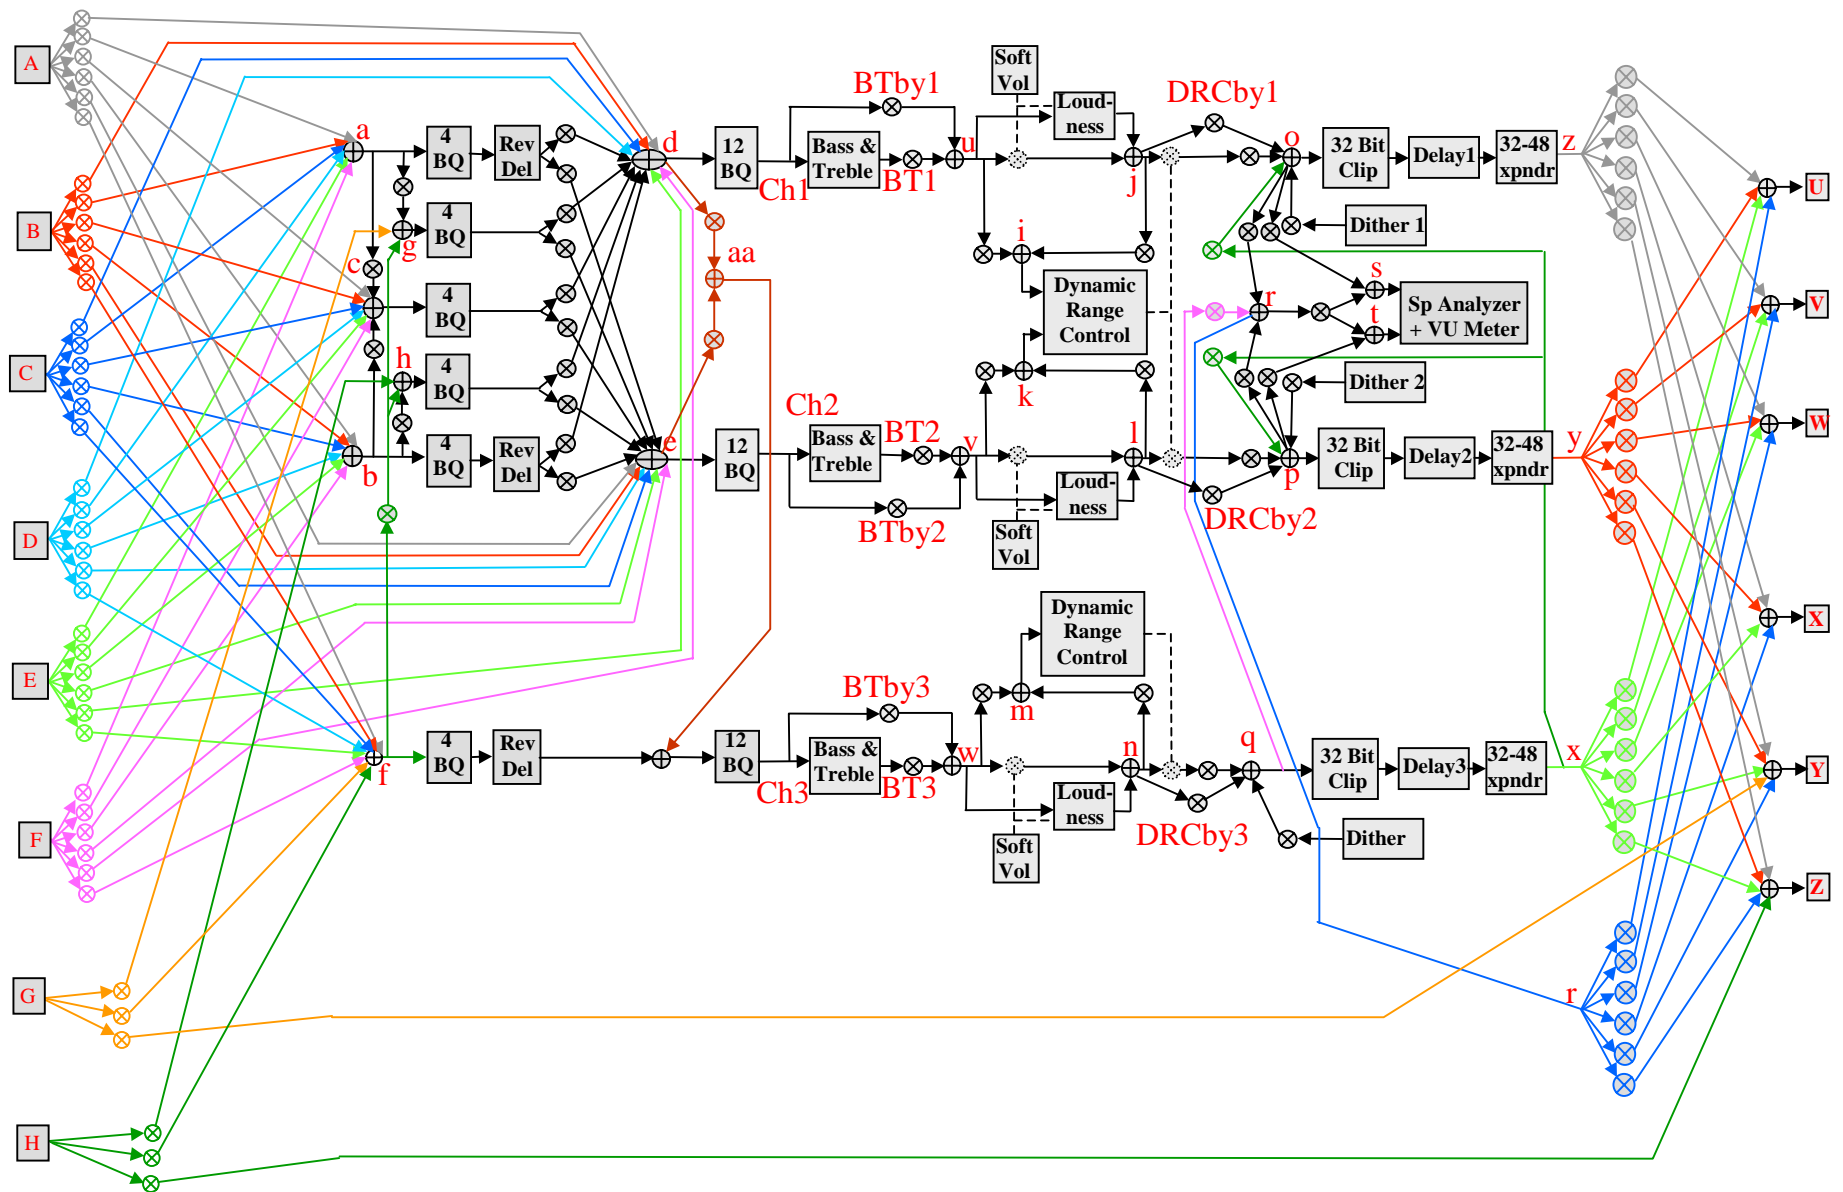 A
B
C
D
E
F
G
H
a
b
c
g
h
f
4
BQ
Rev
Del
4
BQ
4
BQ
4
BQ
4
BQ
Rev
Del
4
BQ
Rev
Del
d
e
aa
12
BQ
Ch1
BTby1
Bass &
Treble
BT1
u
Soft
Vol
Loud-
ness
j
i
DRCby1
o
32 Bit
Clip
Delay1
32-48
xpndr
z
Dither 1
Dynamic
Range
Control
r
s
t
Sp Analyzer
+ VU Meter
k
Dither 2
12
BQ
Ch2
Bass &
Treble
BT2
BTby2
v
Soft
Vol
Loud-
ness
l
DRCby2
p
32 Bit
Clip
Delay2
32-48
xpndr
y
Dynamic
Range
Control
m
12
BQ
Ch3
BTby3
Bass &
Treble
BT3
w
Soft
Vol
Loud-
ness
n
DRCby3
q
32 Bit
Clip
Delay3
32-48
xpndr
x
Dither
r
U
V
W
X
Y
Z